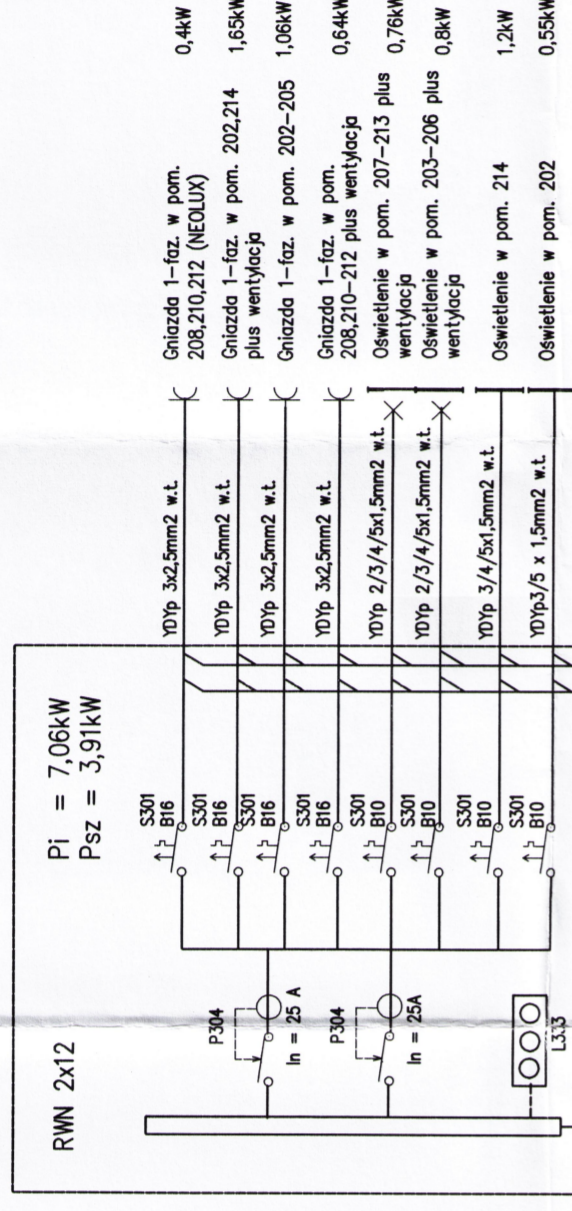 RWN 2x12
Pi = 7,06kW
Psz = 3,91kW
P304
In = 25 A
P304
In = 25A
L333
S301
B16
S301
B16
S301
B16
S301
B16
S301
B10
S301
B10
S301
B10
S301
B10
YDYp 3x2,5mm2 w.t.
YDYp 3x2,5mm2 w.t.
YDYp 3x2,5mm2 w.t.
YDYp 3x2,5mm2 w.t.
YDYp 2/3/4/5x1,5mm2 w.t.
YDYp 2/3/4/5x1,5mm2 w.t.
YDYp 3/4/5x1,5mm2 w.t.
YDYp3/5 x 1,5mm2 w.t.
Gniazda 1-faz. w pom.
208,210,212 (NEOLUX)
0,4kW
Gniazda 1-faz. w pom. 202,214
plus wentylacja
1,65kW
Gniazda 1-faz. w pom. 202-205
1,06kW
Gniazda 1-faz. w pom.
208,210-212 plus wentylacja
0,64kW
Oświetlenie w pom. 207-213 plus
wentylacja
0,76kW
Oświetlenie w pom. 203-206 plus
wentylacja
0,8kW
Oświetlenie w pom. 214
1,2kW
Oświetlenie w pom. 202
0,55kW